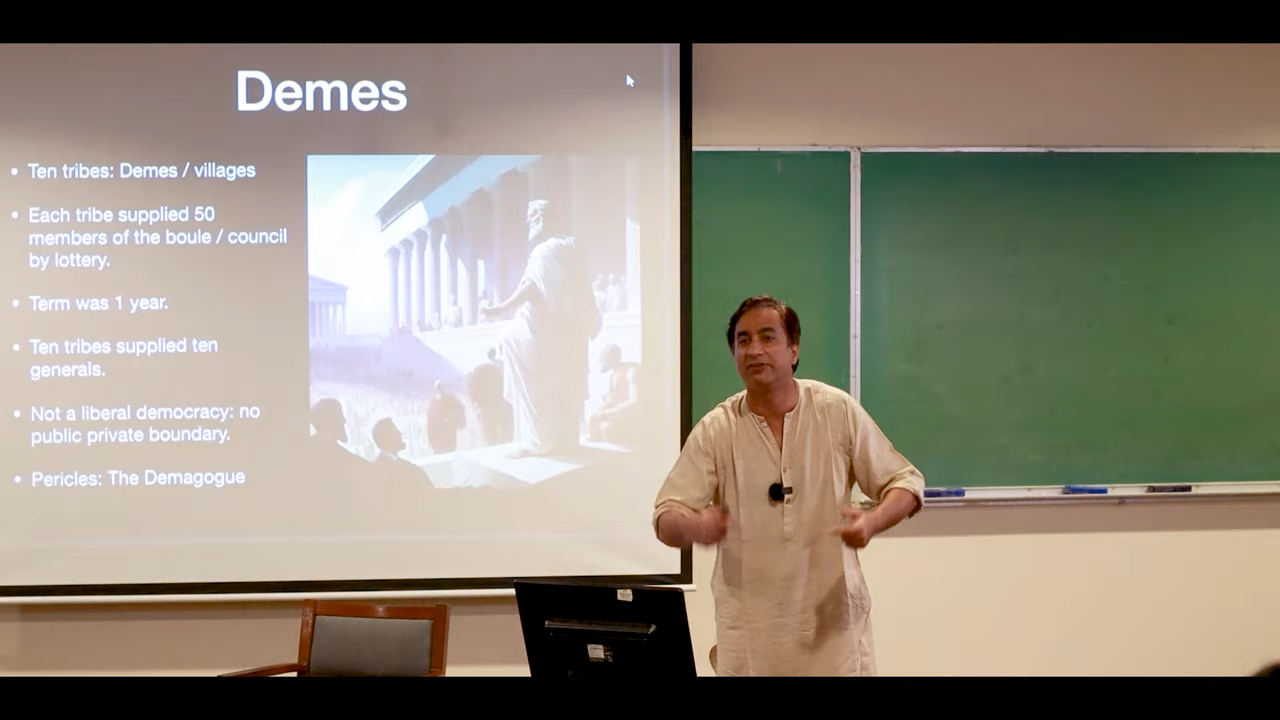 Demes
• Ten tribes: Demes / villages
• Each tribe supplied 50
members of the boule / council
by lottery.
• Term was 1 year.
• Ten tribes supplied ten
generals.
• Not a liberal democracy: no
public private boundary.
• Pericles: The Demagogue